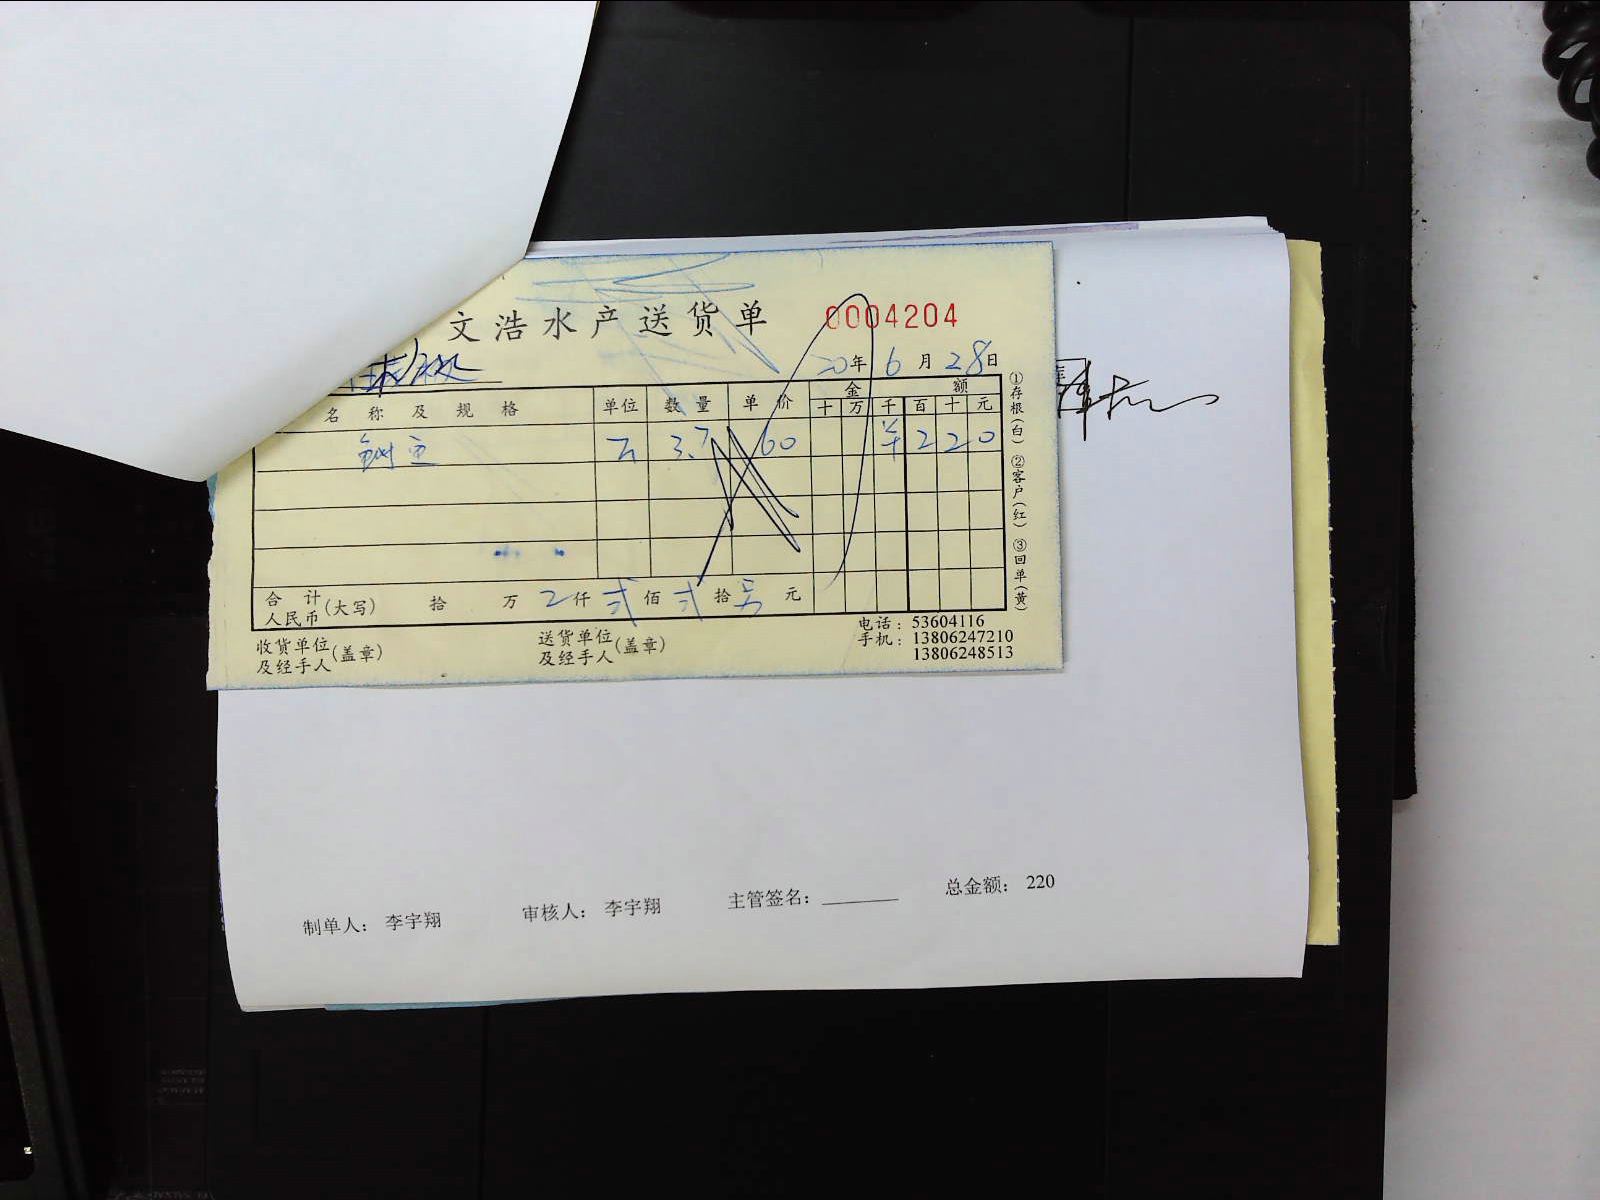 文浩水产送货单 0004204
20年6月28日
名称及规格 单位 数量 单价 金额
十 万 千 百 十 元
斤 3.7 60 220
合计人民币(大写) 拾 万 仟 贰佰 贰拾 元
收货单位及经手人(盖章) 送货单位及经手人(盖章)
电话：53604116
手机：13806247210
13806248513
①存根(白) ②客户(红) ③回单(黄)
制单人： 李宇翔 审核人： 李宇翔 主管签名： 总金额： 220